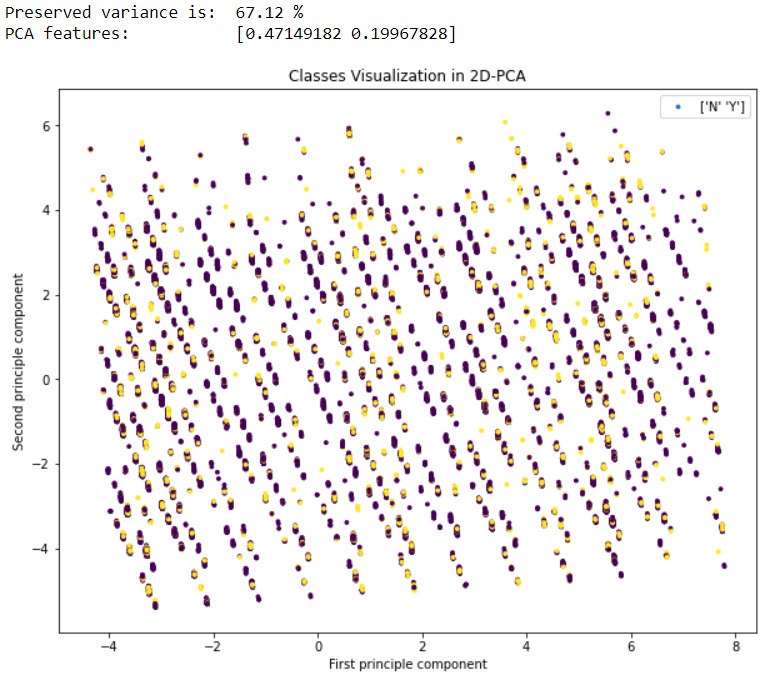 Preserved variance is:  67.12 %
PCA features:           [0.47149182 0.19967828]
Classes Visualization in 2D-PCA
['N' 'Y']
Second principle component
6
4
2
0
−2
−4
−4 −2 0 2 4 6 8
First principle component